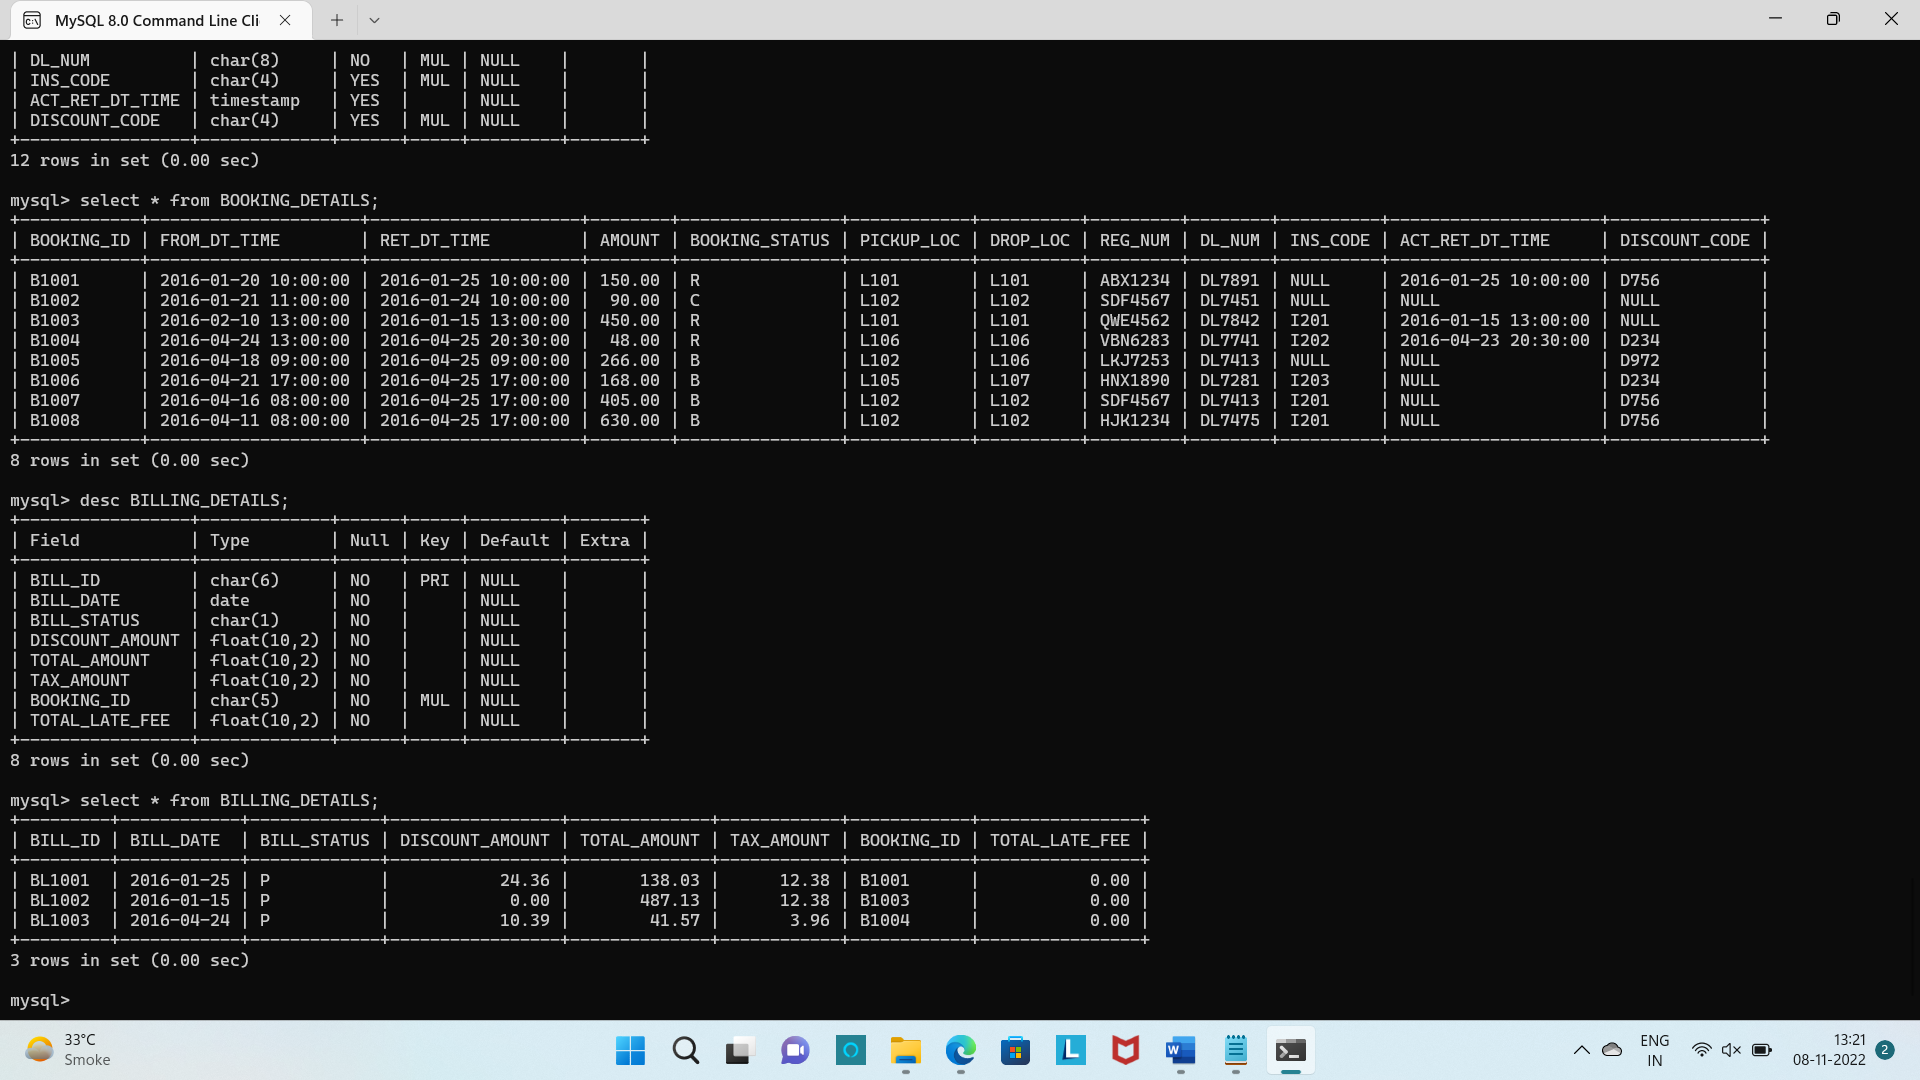 MySQL 8.0 Command Line Cli
| DL_NUM          | char(8)     | NO   | MUL | NULL    |       |
| INS_CODE        | char(4)     | YES  | MUL | NULL    |       |
| ACT_RET_DT_TIME | timestamp   | YES  |     | NULL    |       |
| DISCOUNT_CODE   | char(4)     | YES  | MUL | NULL    |       |
+-----------------+-------------+------+-----+---------+-------+
12 rows in set (0.00 sec)
mysql> select * from BOOKING_DETAILS;
+------------+---------------------+---------------------+--------+----------------+------------+----------+---------+--------+----------+---------------------+---------------+
| BOOKING_ID | FROM_DT_TIME        | RET_DT_TIME         | AMOUNT | BOOKING_STATUS | PICKUP_LOC | DROP_LOC | REG_NUM | DL_NUM | INS_CODE | ACT_RET_DT_TIME     | DISCOUNT_CODE |
+------------+---------------------+---------------------+--------+----------------+------------+----------+---------+--------+----------+---------------------+---------------+
| B1001      | 2016-01-20 10:00:00 | 2016-01-25 10:00:00 | 150.00 | R              | L101       | L101     | ABX1234 | DL7891 | NULL     | 2016-01-25 10:00:00 | D756          |
| B1002      | 2016-01-21 11:00:00 | 2016-01-24 10:00:00 |  90.00 | C              | L102       | L102     | SDF4567 | DL7451 | NULL     | NULL                | NULL          |
| B1003      | 2016-02-10 13:00:00 | 2016-01-15 13:00:00 | 450.00 | R              | L101       | L101     | QWE4562 | DL7842 | I201     | 2016-01-15 13:00:00 | NULL          |
| B1004      | 2016-04-24 13:00:00 | 2016-04-25 20:30:00 |  48.00 | R              | L106       | L106     | VBN6283 | DL7741 | I202     | 2016-04-23 20:30:00 | D234          |
| B1005      | 2016-04-18 09:00:00 | 2016-04-25 09:00:00 | 266.00 | B              | L102       | L106     | LKJ7253 | DL7413 | NULL     | NULL                | D972          |
| B1006      | 2016-04-21 17:00:00 | 2016-04-25 17:00:00 | 168.00 | B              | L105       | L107     | HNX1890 | DL7281 | I203     | NULL                | D234          |
| B1007      | 2016-04-16 08:00:00 | 2016-04-25 17:00:00 | 405.00 | B              | L102       | L102     | SDF4567 | DL7413 | I201     | NULL                | D756          |
| B1008      | 2016-04-11 08:00:00 | 2016-04-25 17:00:00 | 630.00 | B              | L102       | L102     | HJK1234 | DL7475 | I201     | NULL                | D756          |
+------------+---------------------+---------------------+--------+----------------+------------+----------+---------+--------+----------+---------------------+---------------+
8 rows in set (0.00 sec)
mysql> desc BILLING_DETAILS;
+-----------------+-------------+------+-----+---------+-------+
| Field           | Type        | Null | Key | Default | Extra |
+-----------------+-------------+------+-----+---------+-------+
| BILL_ID         | char(6)     | NO   | PRI | NULL    |       |
| BILL_DATE       | date        | NO   |     | NULL    |       |
| BILL_STATUS     | char(1)     | NO   |     | NULL    |       |
| DISCOUNT_AMOUNT | float(10,2) | NO   |     | NULL    |       |
| TOTAL_AMOUNT    | float(10,2) | NO   |     | NULL    |       |
| TAX_AMOUNT      | float(10,2) | NO   |     | NULL    |       |
| BOOKING_ID      | char(5)     | NO   | MUL | NULL    |       |
| TOTAL_LATE_FEE  | float(10,2) | NO   |     | NULL    |       |
+-----------------+-------------+------+-----+---------+-------+
8 rows in set (0.00 sec)
mysql> select * from BILLING_DETAILS;
+---------+------------+-------------+-----------------+--------------+------------+------------+----------------+
| BILL_ID | BILL_DATE  | BILL_STATUS | DISCOUNT_AMOUNT | TOTAL_AMOUNT | TAX_AMOUNT | BOOKING_ID | TOTAL_LATE_FEE |
+---------+------------+-------------+-----------------+--------------+------------+------------+----------------+
| BL1001  | 2016-01-25 | P           |           24.36 |       138.03 |      12.38 | B1001      |           0.00 |
| BL1002  | 2016-01-15 | P           |            0.00 |       487.13 |      12.38 | B1003      |           0.00 |
| BL1003  | 2016-04-24 | P           |           10.39 |        41.57 |       3.96 | B1004      |           0.00 |
+---------+------------+-------------+-----------------+--------------+------------+------------+----------------+
3 rows in set (0.00 sec)
mysql>
33°C
Smoke
ENG
IN
13:21
08-11-2022
2